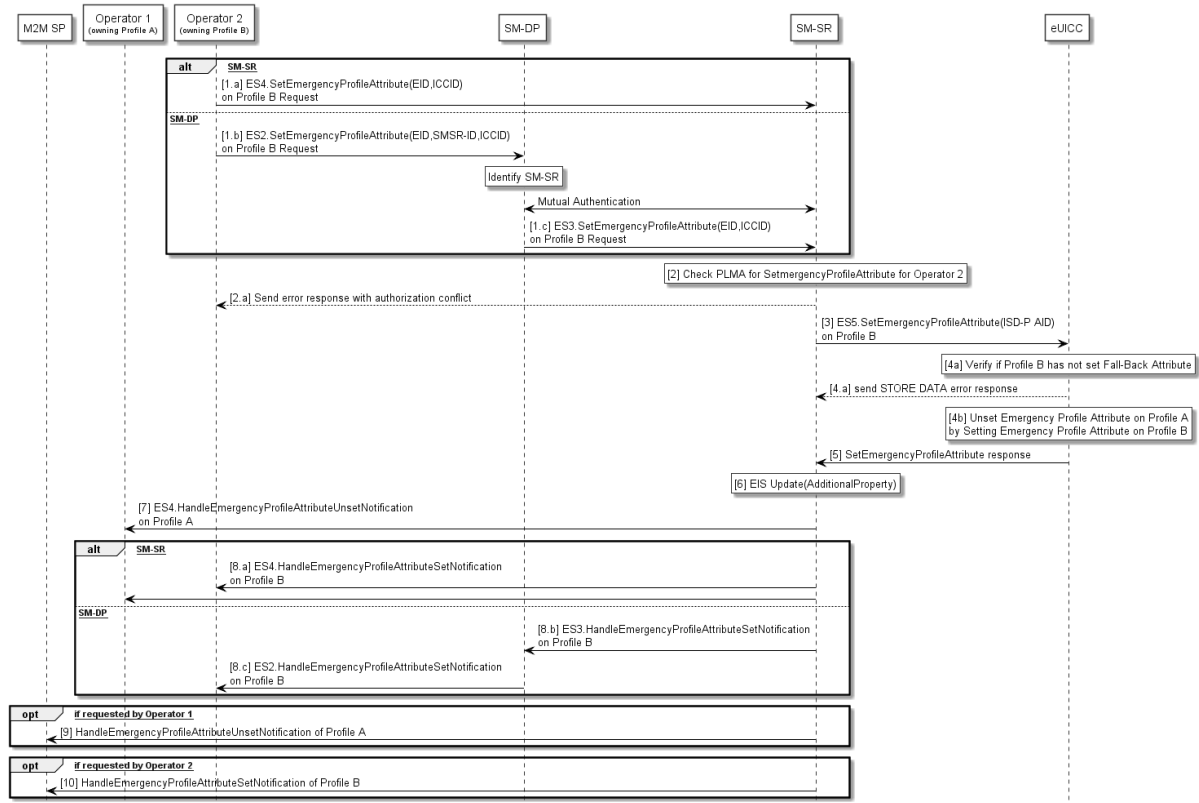 M2M SP
Operator 1
(owning Profile A)
Operator 2
(owning Profile B)
SM-DP
SM-SR
eUICC
alt
SM-SR
[1.a] ES4.SetEmergencyProfileAttribute(EID,ICCID)
on Profile B Request
SM-DP
[1.b] ES2.SetEmergencyProfileAttribute(EID,SMSR-ID,ICCID)
on Profile B Request
Identify SM-SR
Mutual Authentication
[1.c] ES3.SetEmergencyProfileAttribute(EID,ICCID)
on Profile B Request
[2] Check PLMA for SetmergencyProfileAttribute for Operator 2
[2.a] Send error response with authorization conflict
[3] ES5.SetEmergencyProfileAttribute(ISD-P AID)
on Profile B
[4a] Verify if Profile B has not set Fall-Back Attribute
[4.a] send STORE DATA error response
[4b] Unset Emergency Profile Attribute on Profile A
by Setting Emergency Profile Attribute on Profile B
[5] SetEmergencyProfileAttribute response
[6] EIS Update(AdditionalProperty)
[7] ES4.HandleEmergencyProfileAttributeUnsetNotification
on Profile A
alt
SM-SR
[8.a] ES4.HandleEmergencyProfileAttributeSetNotification
on Profile B
SM-DP
[8.b] ES3.HandleEmergencyProfileAttributeSetNotification
on Profile B
[8.c] ES2.HandleEmergencyProfileAttributeSetNotification
on Profile B
opt
if requested by Operator 1
[9] HandleEmergencyProfileAttributeUnsetNotification of Profile A
opt
if requested by Operator 2
[10] HandleEmergencyProfileAttributeSetNotification of Profile B